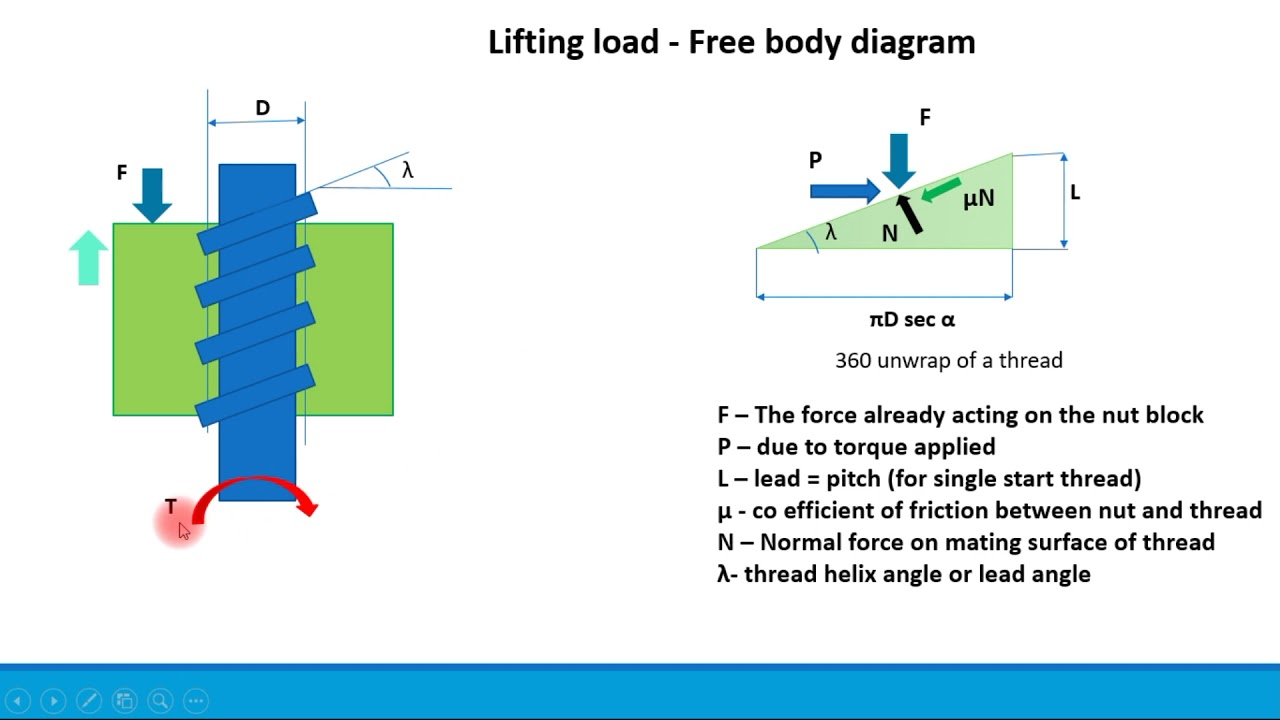 Lifting load - Free body diagram
D
F
λ
T
F
P
μN
L
λ
N
πD sec α
360 unwrap of a thread
F – The force already acting on the nut block
P – due to torque applied
L – lead = pitch (for single start thread)
μ - co efficient of friction between nut and thread
N – Normal force on mating surface of thread
λ- thread helix angle or lead angle